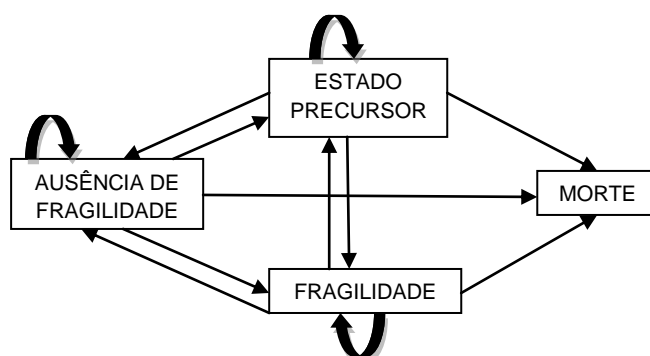 ESTADO
PRECURSOR
AUSÊNCIA DE
FRAGILIDADE
MORTE
FRAGILIDADE